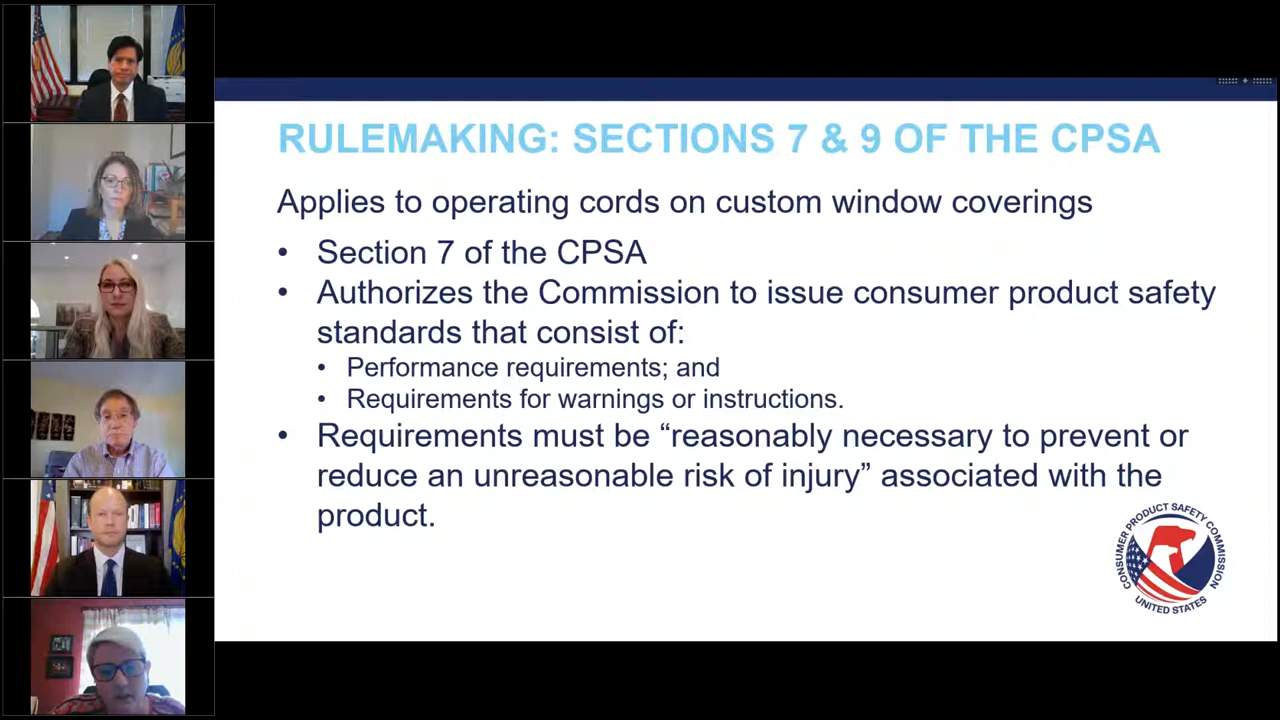 RULEMAKING: SECTIONS 7 & 9 OF THE CPSA
Applies to operating cords on custom window coverings
• Section 7 of the CPSA
• Authorizes the Commission to issue consumer product safety
standards that consist of:
• Performance requirements; and
• Requirements for warnings or instructions.
• Requirements must be “reasonably necessary to prevent or
reduce an unreasonable risk of injury” associated with the
product.
CONSUMER PRODUCT SAFETY COMMISSION
UNITED STATES